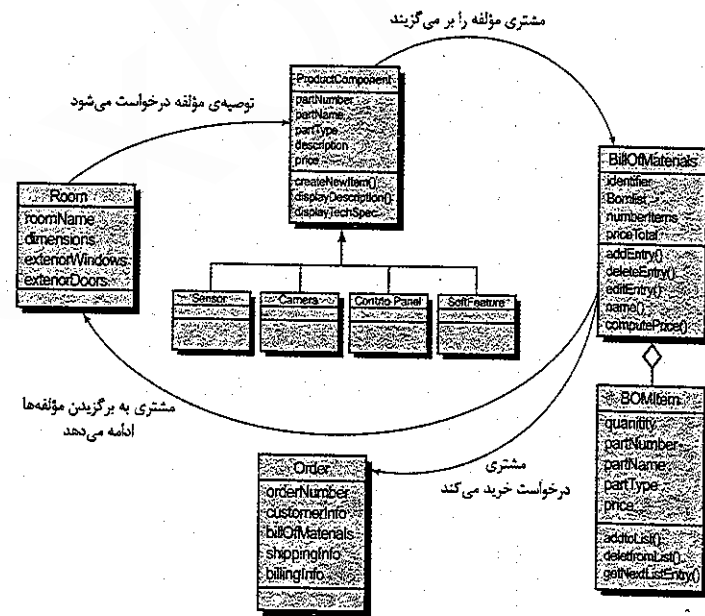 مشتری مؤلفه را بر می‌گزیند
ProductComponent
partNumber
partName
partType
description
price
createNewItem()
displayDescription()
displayTechSpec
توصیه‌ی مؤلفه درخواست می‌شود
Room
roomName
dimensions
exteriorWindows
exteriorDoors
BillOfMaterials
identifier
Bomlist
numberItems
priceTotal
addEntry()
deleteEntry()
editEntry()
name()
computePrice()
Sensor
Camera
Contrlo Panel
SoftFeature
مشتری به برگزیدن مؤلفه‌ها
ادامه می‌دهد
مشتری
درخواست خرید می‌کند
Order
orderNumber
customerInfo
billOfMaterials
shippingInfo
billingInfo
BOMItem
quanitity
partNumber
partName
partType
price
addtoList()
deletfromList()
getNextListEntry()